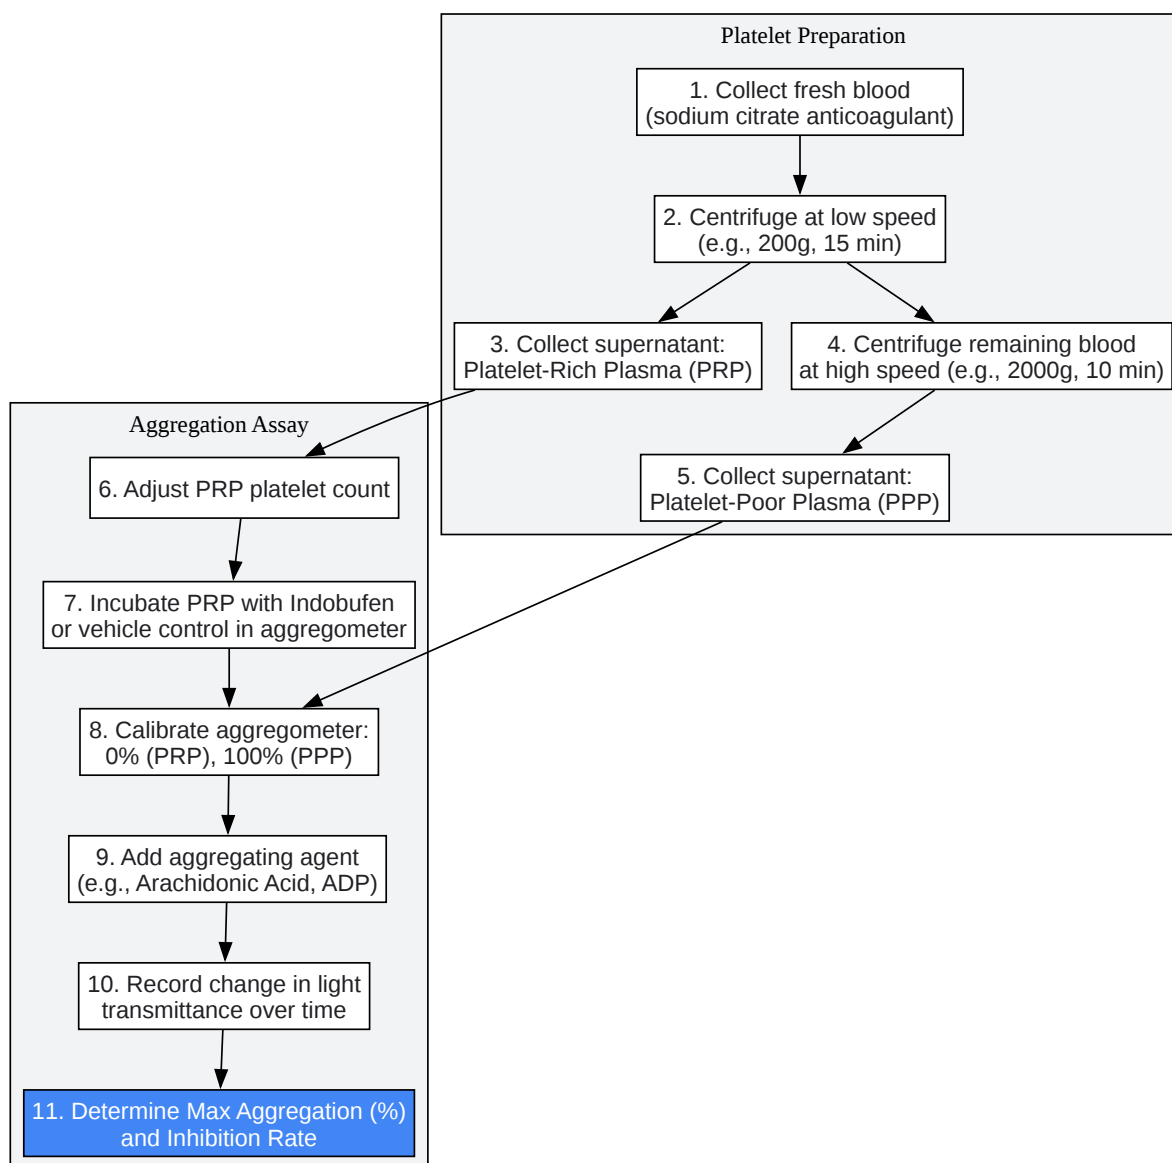 Platelet Preparation
1. Collect fresh blood
(sodium citrate anticoagulant)
2. Centrifuge at low speed
(e.g., 200g, 15 min)
3. Collect supernatant:
Platelet-Rich Plasma (PRP)
4. Centrifuge remaining blood
at high speed (e.g., 2000g, 10 min)
5. Collect supernatant:
Platelet-Poor Plasma (PPP)
Aggregation Assay
6. Adjust PRP platelet count
7. Incubate PRP with Indobufen
or vehicle control in aggregometer
8. Calibrate aggregometer:
0% (PRP), 100% (PPP)
9. Add aggregating agent
(e.g., Arachidonic Acid, ADP)
10. Record change in light
transmittance over time
11. Determine Max Aggregation (%)
and Inhibition Rate